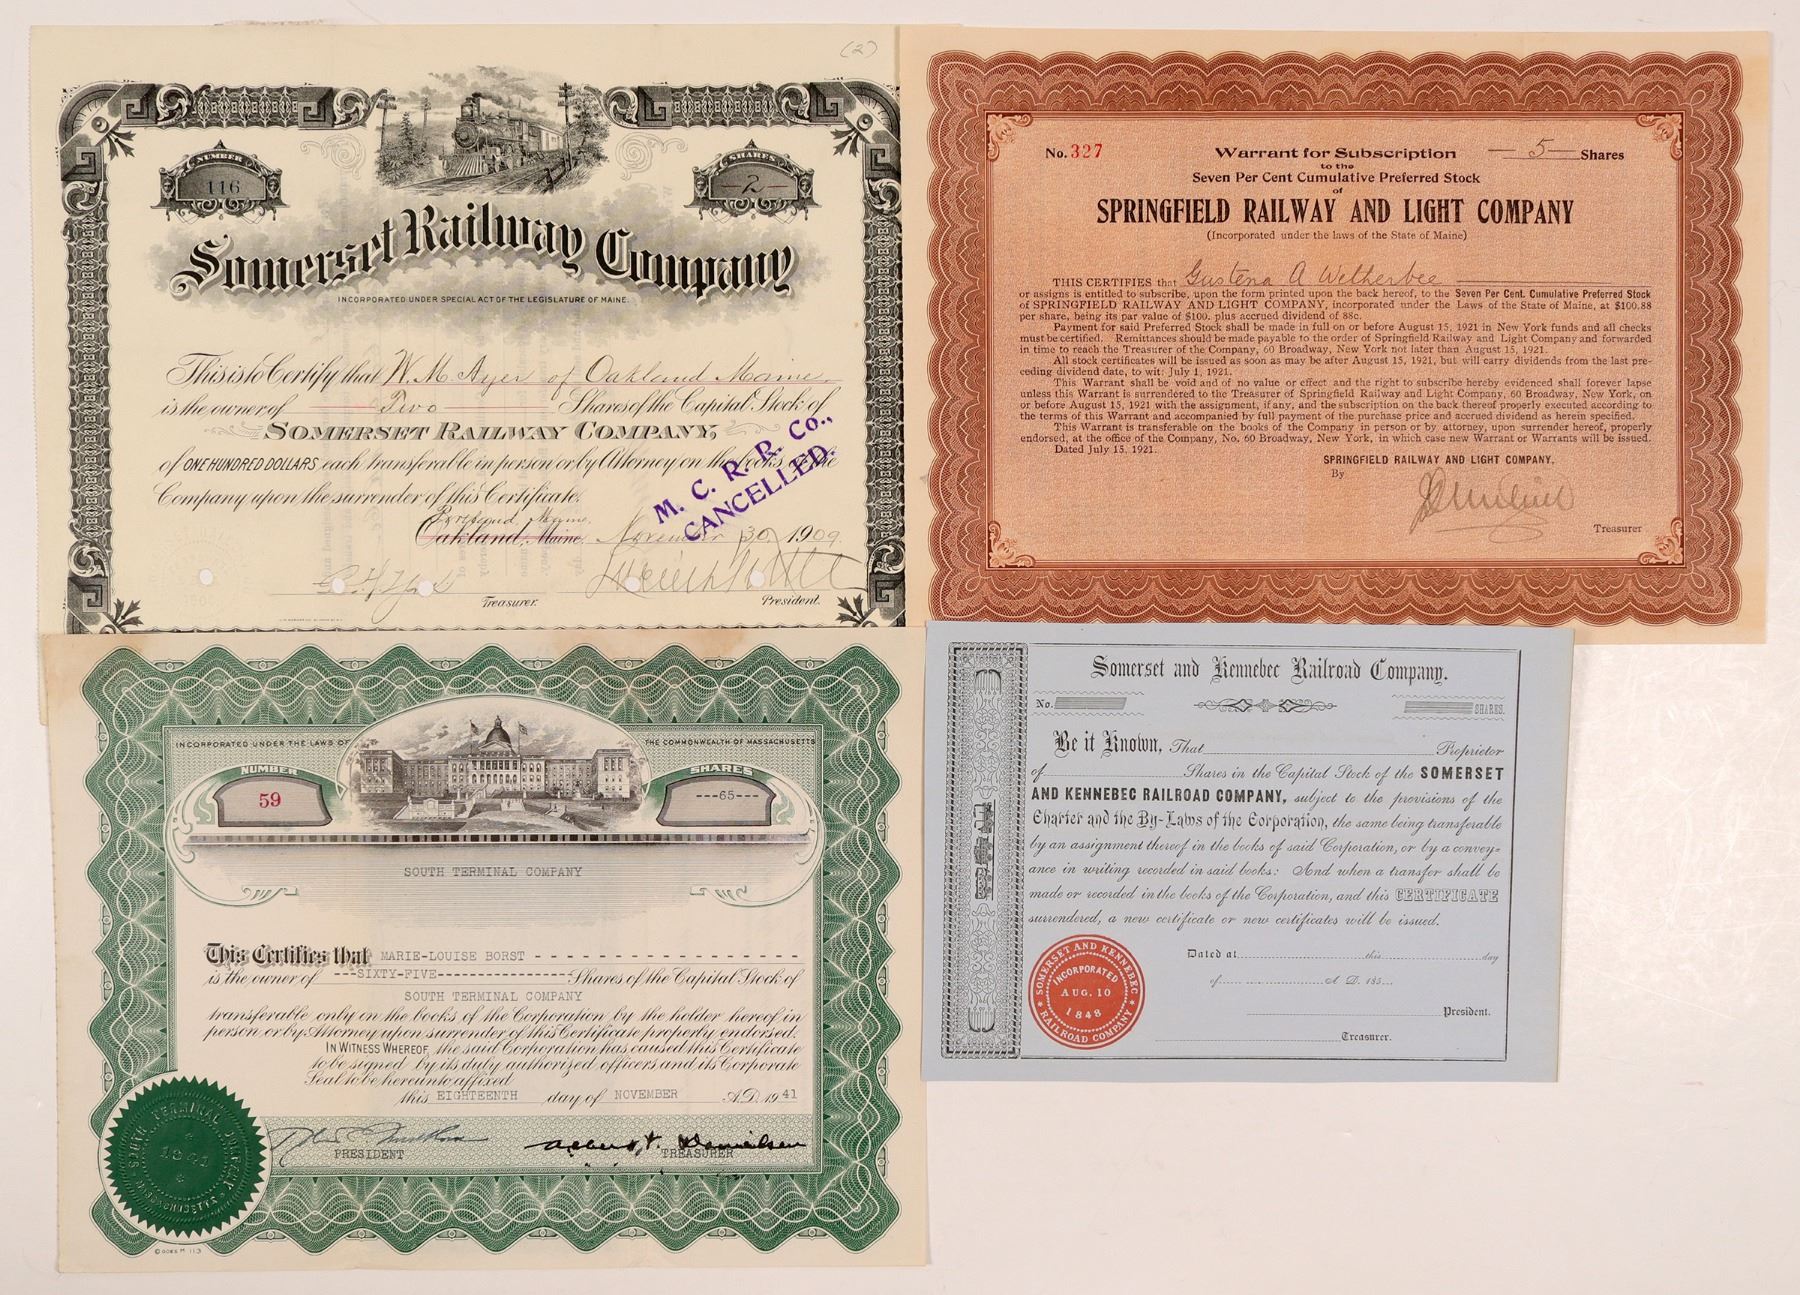 (2)
NUMBER
116
SHARES
—2—
Somerset Railway Company
INCORPORATED UNDER SPECIAL ACT OF THE LEGISLATURE OF MAINE.
This is to Certify that W. M. Ayer of Oakland Maine,
is the owner of Two Shares of the Capital Stock of
SOMERSET RAILWAY COMPANY,
of ONE HUNDRED DOLLARS each transferable in person or by Attorney on the books of the
Company upon the surrender of this Certificate.
M. C. R. R. Co.,
CANCELLED.
Portland, Maine,
Oakland, Maine, November 30, 1909.
Treasurer. President.
No. 327
Warrant for Subscription
—5— Shares
to the
Seven Per Cent Cumulative Preferred Stock
of
SPRINGFIELD RAILWAY AND LIGHT COMPANY
(Incorporated under the laws of the State of Maine)
THIS CERTIFIES that Gustena A Wetherbee
or assigns is entitled to subscribe, upon the form printed upon the back hereof, to the Seven Per Cent. Cumulative Preferred Stock
of SPRINGFIELD RAILWAY AND LIGHT COMPANY, incorporated under the Laws of the State of Maine, at $100.88
per share, being its par value of $100. plus accrued dividend of 88c.
Payment for said Preferred Stock shall be made in full on or before August 15, 1921 in New York funds and all checks
must be certified. Remittances should be made payable to the order of Springfield Railway and Light Company and forwarded
in time to reach the Treasurer of the Company, 60 Broadway, New York not later than August 15, 1921.
All stock certificates will be issued as soon as may be after August 15, 1921, but will carry dividends from the last pre-
ceding dividend date, to wit: July 1, 1921.
This Warrant shall be void and of no value or effect and the right to subscribe hereby evidenced shall forever lapse
unless this Warrant is surrendered to the Treasurer of Springfield Railway and Light Company, 60 Broadway, New York, on
or before August 15, 1921 with the assignment, if any, and the subscription on the back thereof properly executed according to
the terms of this Warrant and accompanied by full payment of the purchase price and accrued dividend as herein specified.
This Warrant is transferable on the books of the Company in person or by attorney, upon surrender hereof, properly
endorsed, at the office of the Company, No. 60 Broadway, New York, in which case new Warrant or Warrants will be issued.
Dated July 15, 1921.
SPRINGFIELD RAILWAY AND LIGHT COMPANY.
By
Treasurer
INCORPORATED UNDER THE LAWS OF THE COMMONWEALTH OF MASSACHUSETTS
NUMBER
59
SHARES
---65---
SOUTH TERMINAL COMPANY
This Certifies that MARIE-LOUISE BORST
is the owner of SIXTY-FIVE Shares of the Capital Stock of
SOUTH TERMINAL COMPANY
transferable only on the books of the Corporation by the holder hereof in
person or by Attorney upon surrender of this Certificate properly endorsed.
IN WITNESS WHEREOF, the said Corporation has caused this Certificate
to be signed by its duly authorized officers and its Corporate
Seal to be hereunto affixed
this EIGHTEENTH day of NOVEMBER A.D. 1941
PRESIDENT
Albert T. Danielsen
TREASURER
SOUTH TERMINAL COMPANY
1941
MASSACHUSETTS
© GOES M 113
Somerset and Kennebec Railroad Company.
No. SHARES.
Be it Known, That Proprietor
of Shares in the Capital Stock of the SOMERSET
AND KENNEBEC RAILROAD COMPANY, subject to the provisions of the
Charter and the By-Laws of the Corporation, the same being transferable
by an assignment thereof in the books of said Corporation, or by a convey-
ance in writing recorded in said books: And when a transfer shall be
made or recorded in the books of the Corporation, and this CERTIFICATE
surrendered, a new certificate or new certificates will be issued.
Dated at this day
of A. D. 185
President.
Treasurer.
SOMERSET AND KENNEBEC RAILROAD COMPANY
INCORPORATED
AUG. 10
1848